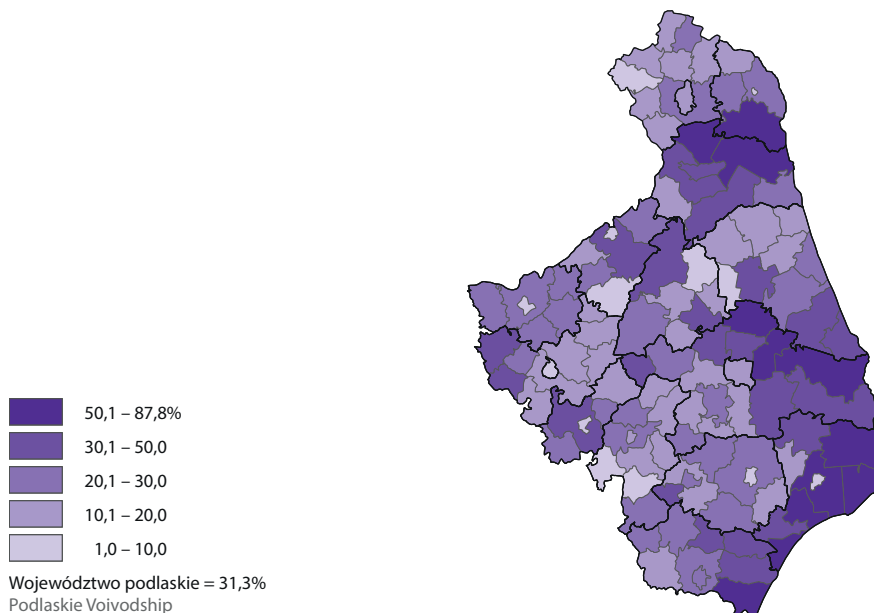 50,1 – 87,8%
30,1 – 50,0
20,1 – 30,0
10,1 – 20,0
1,0 – 10,0
Województwo podlaskie = 31,3%
Podlaskie Voivodship